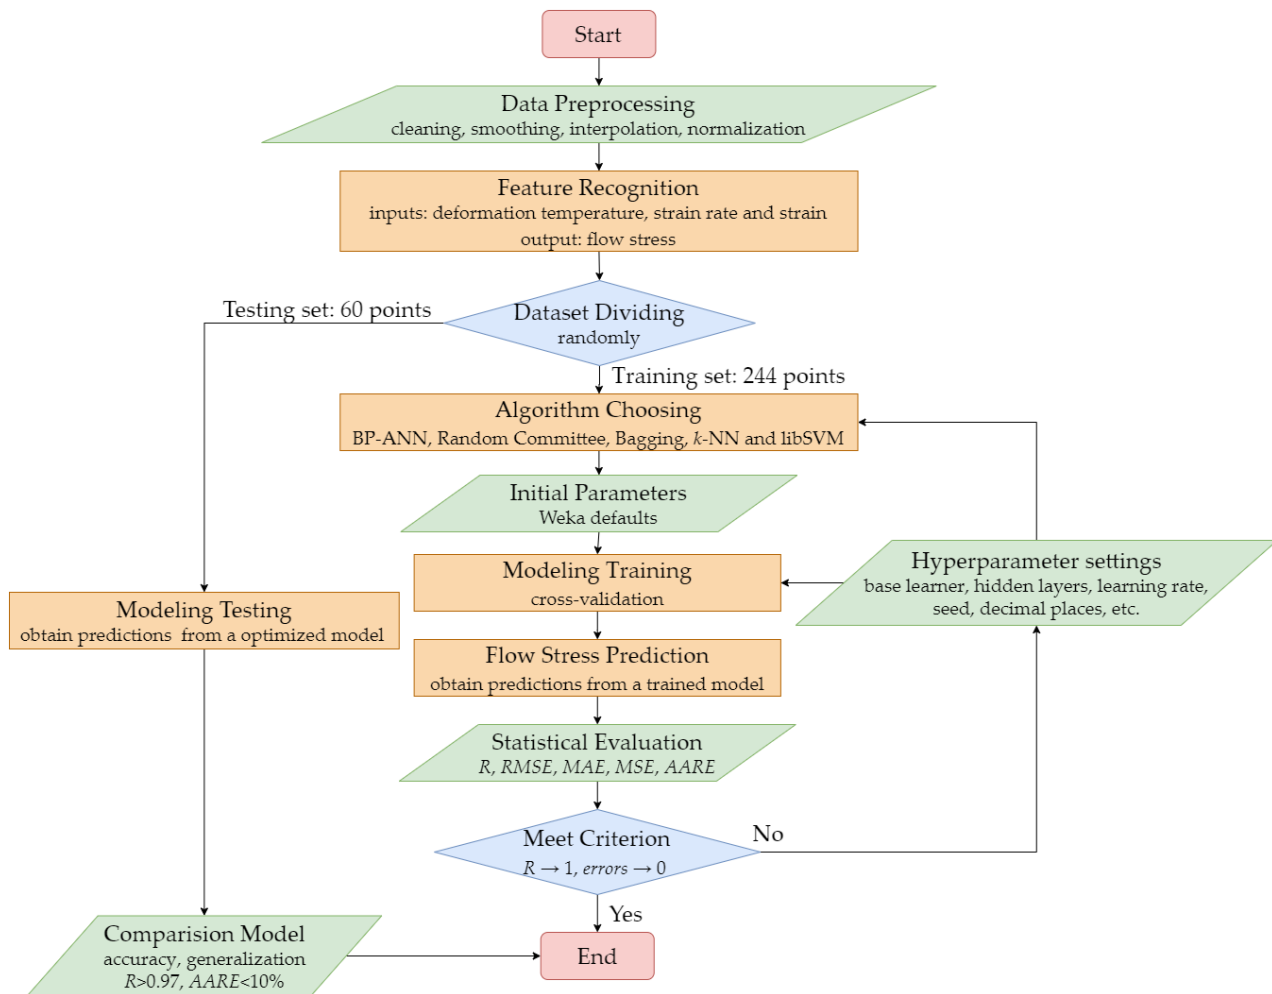 Start
Data Preprocessing
cleaning, smoothing, interpolation, normalization
Feature Recognition
inputs: deformation temperature, strain rate and strain
output: flow stress
Testing set: 60 points
Dataset Dividing
randomly
Training set: 244 points
Algorithm Choosing
BP-ANN, Random Committee, Bagging, k-NN and libSVM
Initial Parameters
Weka defaults
Hyperparameter settings
base learner, hidden layers, learning rate,
seed, decimal places, etc.
Modeling Training
cross-validation
Modeling Testing
obtain predictions from a optimized model
Flow Stress Prediction
obtain predictions from a trained model
Statistical Evaluation
R, RMSE, MAE, MSE, AARE
Meet Criterion
R → 1, errors → 0
No
Yes
Comparision Model
accuracy, generalization
R>0.97, AARE<10%
End